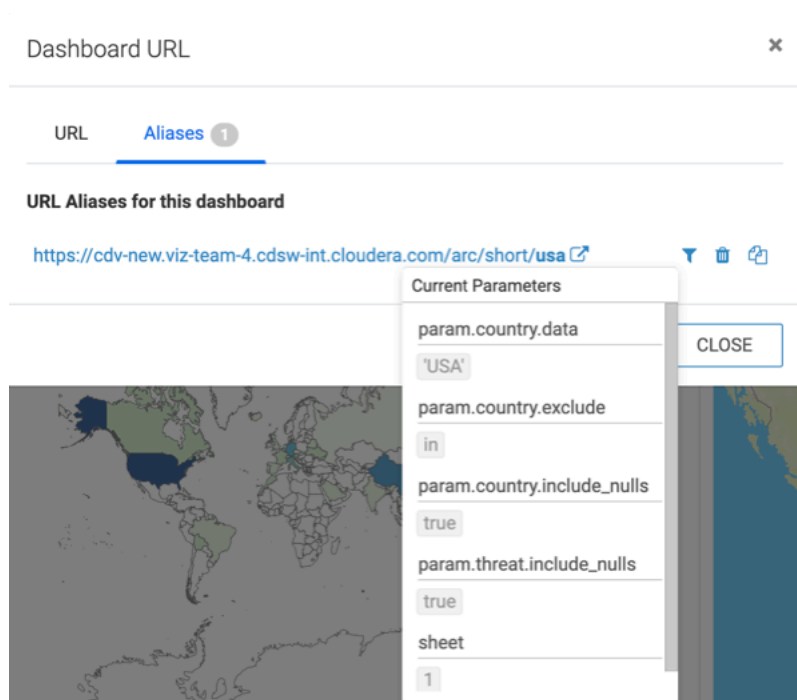 Dashboard URL
URL
Aliases 1
URL Aliases for this dashboard
https://cdv-new.viz-team-4.cdsw-int.cloudera.com/arc/short/usa
Current Parameters
param.country.data
'USA'
param.country.exclude
in
param.country.include_nulls
true
param.threat.include_nulls
true
sheet
1
CLOSE